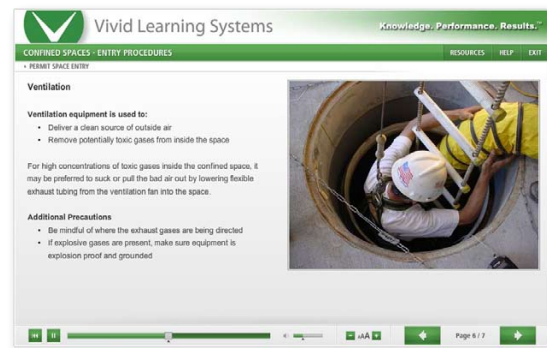 Vivid Learning Systems
Knowledge. Performance. Results.™
CONFINED SPACES - ENTRY PROCEDURES
RESOURCES HELP EXIT
PERMIT SPACE ENTRY
Ventilation
Ventilation equipment is used to:
• Deliver a clean source of outside air
• Remove potentially toxic gases from inside the space
For high concentrations of toxic gases inside the confined space, it
may be preferred to suck or pull the bad air out by lowering flexible
exhaust tubing from the ventilation fan into the space.
Additional Precautions
• Be mindful of where the exhaust gases are being directed
• If explosive gases are present, make sure equipment is
explosion proof and grounded
AAA
Page 6 / 7